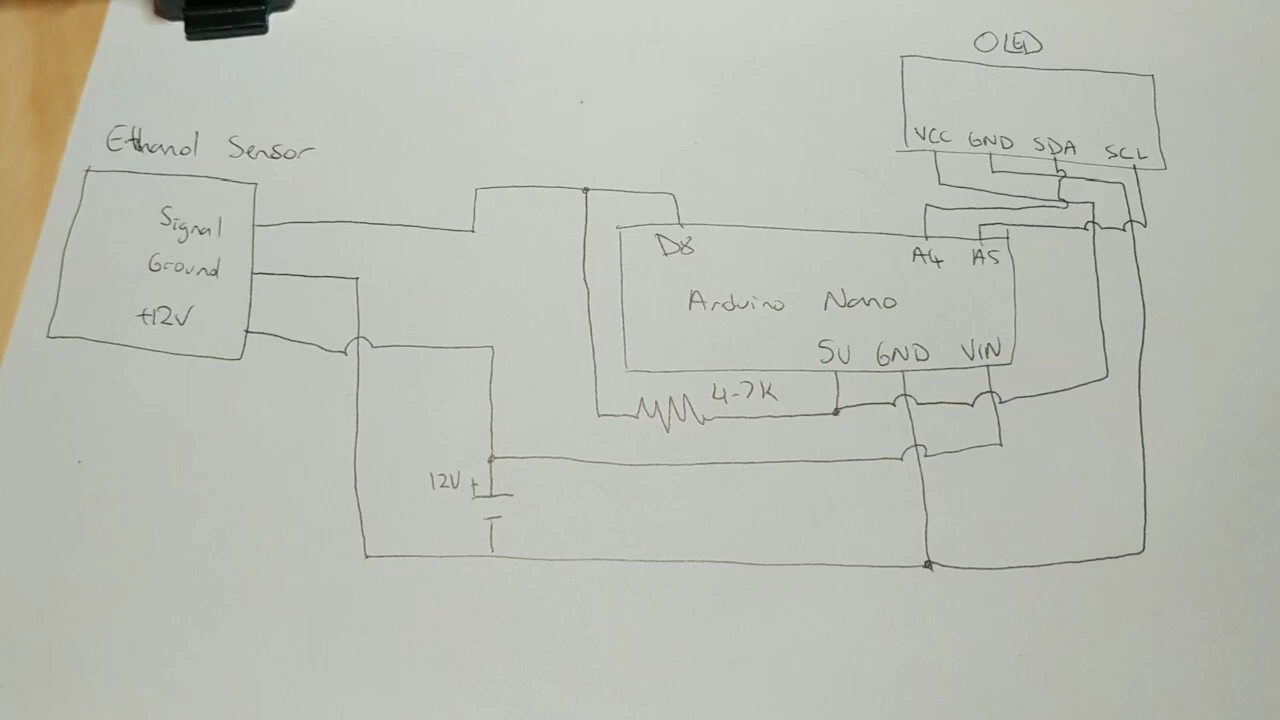 OLED
VCC GND SDA SCL
Ethanol Sensor
Signal
Ground
+12V
D8 A4 A5
Arduino Nano
5V GND VIN
4-7K
12V +